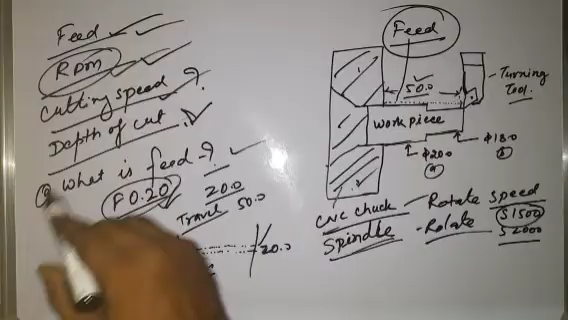 Feed
RPM
Cutting speed ?
Depth of cut
What is feed - ?
F 0.20
20.0
Travel 50.0
20.0
Feed
50.0
Turning Tool.
Workpiece
φ20.0
φ18.0
CNC chuck - Rotate speed
S1500
Spindle - Rotate
S2000